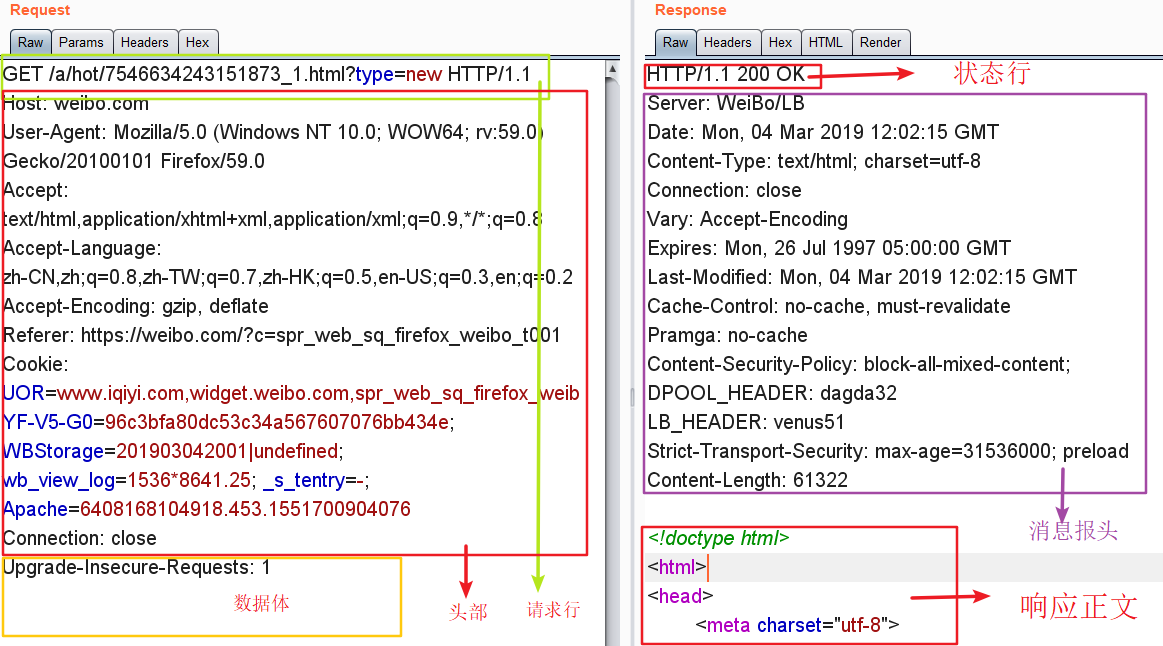 Request
Raw
Params
Headers
Hex
GET /a/hot/7546634243151873_1.html?type=new HTTP/1.1
Host: weibo.com
User-Agent: Mozilla/5.0 (Windows NT 10.0; WOW64; rv:59.0)
Gecko/20100101 Firefox/59.0
Accept:
text/html,application/xhtml+xml,application/xml;q=0.9,*/*;q=0.8
Accept-Language:
zh-CN,zh;q=0.8,zh-TW;q=0.7,zh-HK;q=0.5,en-US;q=0.3,en;q=0.2
Accept-Encoding: gzip, deflate
Referer: https://weibo.com/?c=spr_web_sq_firefox_weibo_t001
Cookie:
UOR=www.iqiyi.com,widget.weibo.com,spr_web_sq_firefox_weib
YF-V5-G0=96c3bfa80dc53c34a567607076bb434e;
WBStorage=201903042001|undefined;
wb_view_log=1536*8641.25; _s_tentry=-;
Apache=6408168104918.453.1551700904076
Connection: close
Upgrade-Insecure-Requests: 1
数据体
头部
请求行
Response
Raw
Headers
Hex
HTML
Render
HTTP/1.1 200 OK
状态行
Server: WeiBo/LB
Date: Mon, 04 Mar 2019 12:02:15 GMT
Content-Type: text/html; charset=utf-8
Connection: close
Vary: Accept-Encoding
Expires: Mon, 26 Jul 1997 05:00:00 GMT
Last-Modified: Mon, 04 Mar 2019 12:02:15 GMT
Cache-Control: no-cache, must-revalidate
Pramga: no-cache
Content-Security-Policy: block-all-mixed-content;
DPOOL_HEADER: dagda32
LB_HEADER: venus51
Strict-Transport-Security: max-age=31536000; preload
Content-Length: 61322
消息报头
<!doctype html>
<html>
<head>
<meta charset="utf-8">
响应正文